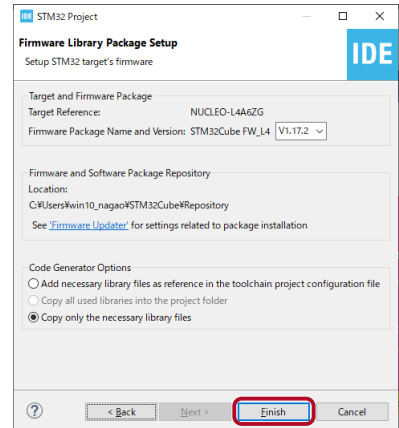 IDE STM32 Project
Firmware Library Package Setup
Setup STM32 target's firmware
IDE
Target and Firmware Package
Target Reference: NUCLEO-L4A6ZG
Firmware Package Name and Version: STM32Cube FW_L4 V1.17.2
Firmware and Software Package Repository
Location:
C:¥Users¥win10_nagao¥STM32Cube¥Repository
See 'Firmware Updater' for settings related to package installation
Code Generator Options
Add necessary library files as reference in the toolchain project configuration file
Copy all used libraries into the project folder
Copy only the necessary library files
? < Back Next > Finish Cancel